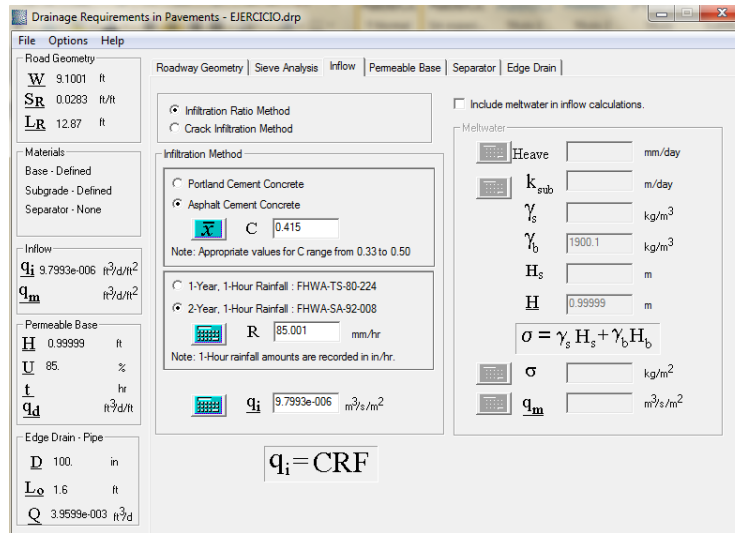 Drainage Requirements in Pavements - EJERCICIO.drp
File Options Help
Road Geometry
W 9.1001 ft
SR 0.0283 ft/ft
LR 12.87 ft
Materials
Base - Defined
Subgrade - Defined
Separator - None
Inflow
qi 9.7993e-006 ft³/d/ft²
qm ft³/d/ft²
Permeable Base
H 0.99999 ft
U 85. %
t hr
qd ft³/d/ft
Edge Drain - Pipe
D 100. in
Lo 1.6 ft
Q 3.9599e-003 ft³/d
Roadway Geometry Sieve Analysis Inflow Permeable Base Separator Edge Drain
Infiltration Ratio Method
Crack Infiltration Method
Infiltration Method
Portland Cement Concrete
Asphalt Cement Concrete
x̄ C 0.415
Note: Appropriate values for C range from 0.33 to 0.50
1-Year, 1-Hour Rainfall : FHWA-TS-80-224
2-Year, 1-Hour Rainfall : FHWA-SA-92-008
R 85.001 mm/hr
Note: 1-Hour rainfall amounts are recorded in in/hr.
qi 9.7993e-006 m³/s/m²
qi = CRF
Include meltwater in inflow calculations.
Meltwater
Heave mm/day
ksub m/day
γs kg/m³
γb 1900.1 kg/m³
Hs m
H 0.99999 m
σ = γs Hs + γb Hb
σ kg/m²
qm m³/s/m²